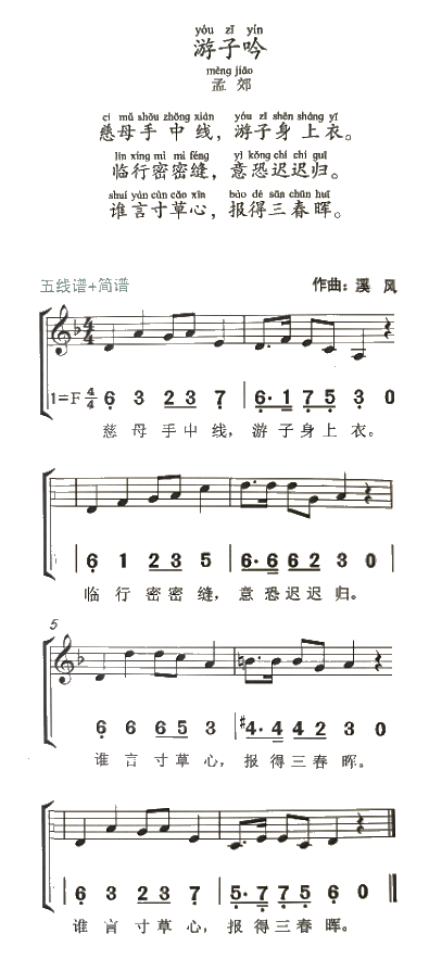 yóu zǐ yín
游子吟
mèng jiāo
孟郊
cí mǔ shǒu zhōng xiàn yóu zǐ shēn shàng yī
慈母手中线，游子身上衣。
lín xíng mì mì féng yì kǒng chí chí guī
临行密密缝，意恐迟迟归。
shuí yán cùn cǎo xīn bào dé sān chūn huī
谁言寸草心，报得三春晖。
五线谱+简谱 作曲：溪风
1=F 4/4 6 3 2 3 7 | 6· 1 7 5 3 0
慈母手中线，游子身上衣。
6 1 2 3 5 | 6· 6 6 2 3 0
临行密密缝，意恐迟迟归。
5
6 6 6 5 3 | #4· 4 4 2 3 0
谁言寸草心，报得三春晖。
6 3 2 3 7 | 5· 7 7 5 6 0
谁言寸草心，报得三春晖。